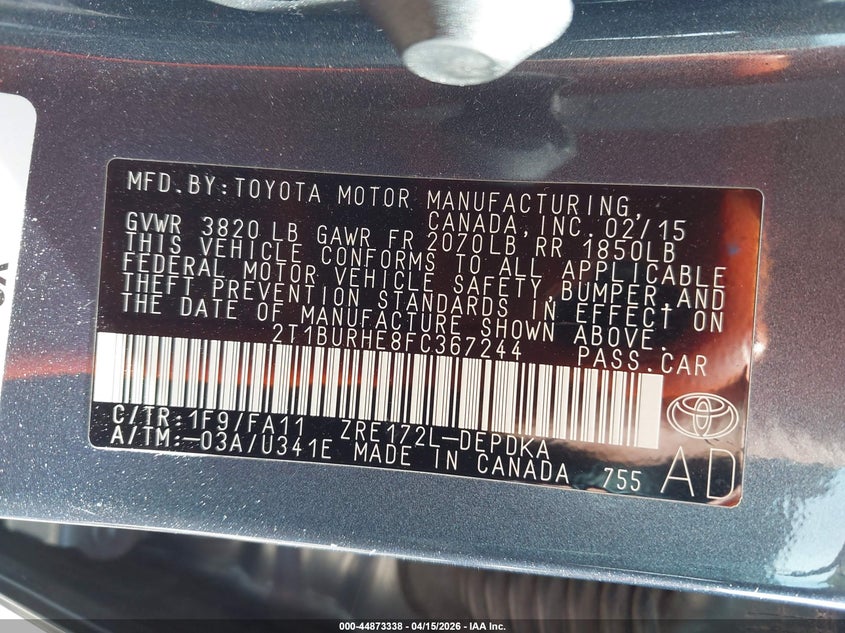 MFD.BY:TOYOTA MOTOR MANUFACTURING,
CANADA,INC. 02/15
GVWR 3820 LB GAWR FR 2070LB,RR 1850LB
THIS VEHICLE CONFORMS TO ALL APPLICABLE
FEDERAL MOTOR VEHICLE SAFETY,BUMPER,AND
THEFT PREVENTION STANDARDS IN EFFECT ON
THE DATE OF MANUFACTURE SHOWN ABOVE.
2T1BURHE8FC367244 PASS.CAR
C/TR:1F9/FA11 ZRE172L-DEPDKA
A/TM:-03A/U341E MADE IN CANADA 755
AD
000-44873338 - 04/15/2026 - IAA Inc.